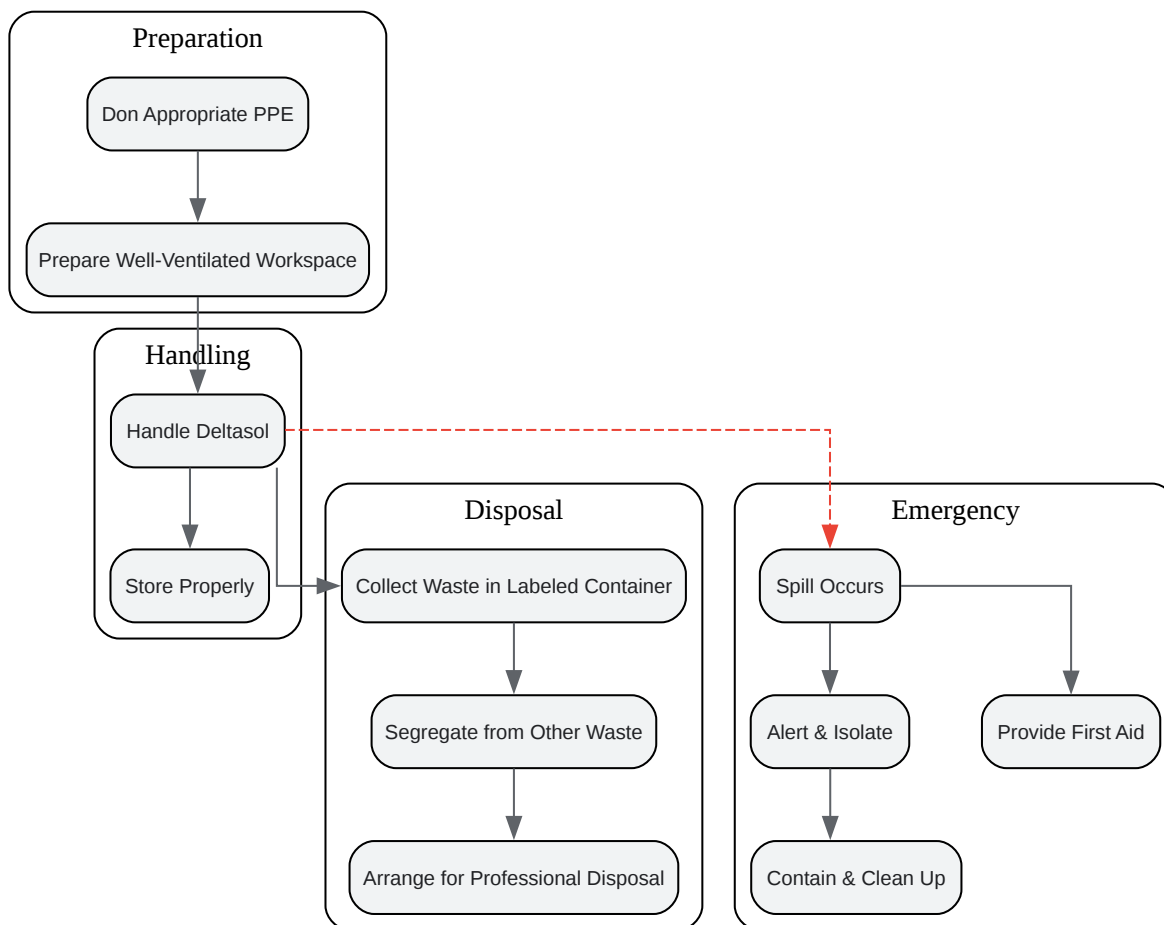 Preparation
Don Appropriate PPE
Prepare Well-Ventilated Workspace
Handling
Handle Deltasol
Store Properly
Disposal
Collect Waste in Labeled Container
Segregate from Other Waste
Arrange for Professional Disposal
Emergency
Spill Occurs
Alert & Isolate
Provide First Aid
Contain & Clean Up